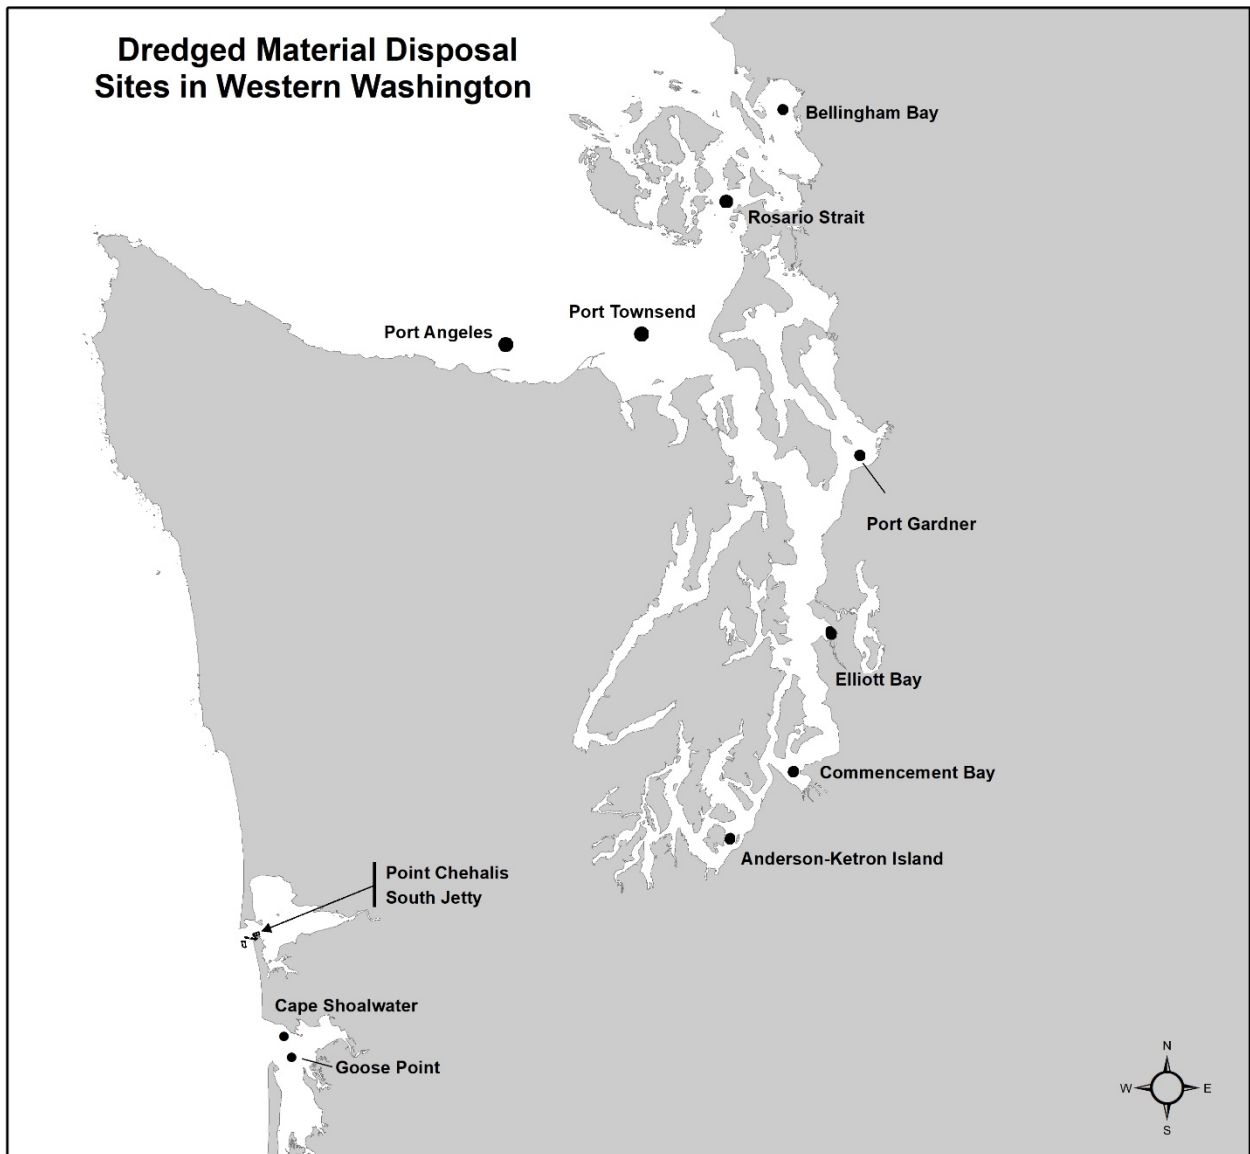 Dredged Material Disposal
Sites in Western Washington
Bellingham Bay
Rosario Strait
Port Townsend
Port Angeles
Port Gardner
Elliott Bay
Commencement Bay
Anderson-Ketron Island
Point Chehalis
South Jetty
Cape Shoalwater
Goose Point
N
W E
S